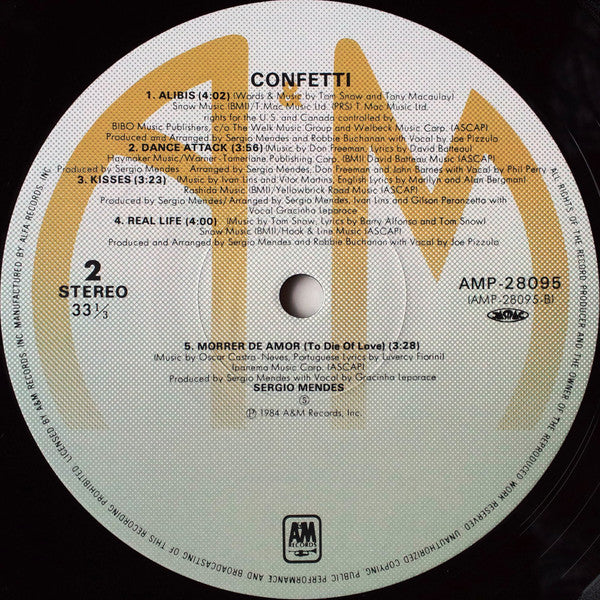 CONFETTI
1. ALIBIS (4:02) (Words & Music by Tom Snow and Tony Macaulay)
Snow Music (BMI)/T. Mac Music Ltd. (PRS) T. Mac Music Ltd.
rights for the U.S. and Canada controlled by
BIBO Music Publishers, c/o The Welk Music Group and Welbeck Music Corp. (ASCAP)
Produced and Arranged by Sergio Mendes and Robbie Buchanan with Vocal by Joe Pizzulo
2. DANCE ATTACK (3:56) (Music by Don Freeman, lyrics by David Batteau)
Haymaker Music/Warner-Tamerlane Publishing Corp. (BMI) David Batteau Music (ASCAP)
Produced by Sergio Mendes Arranged by Sergio Mendes, Don Freeman and John Barnes with Vocal by Phil Perry
3. KISSES (3:23) (Music by Ivan Lins and Vitor Martins, English Lyrics by Marilyn and Alan Bergman)
Music (BMI)/Yellowbrick Road Music (ASCAP)
Produced by Sergio Mendes/Arranged by Sergio Mendes, Ivan Lins and Gilson Peranzetta with
Vocal Gracinha Leporace
4. REAL LIFE (4:00) (Music by Tom Snow, Lyrics by Barry Alfonso and Tom Snow)
Snow Music (BMI)/Hook & Line Music (ASCAP)
Produced and Arranged by Sergio Mendes and Robbie Buchanan with Vocal by Joe Pizzulo
2
STEREO
33 1/3
AMP-28095
(AMP-28095-B)
JASRAC
5. MORRER DE AMOR (To Die Of Love) (3:28)
(Music by Oscar Castro-Neves, Portuguese Lyrics by Luvercy Fiorini)
Ipanema Music Corp. (ASCAP)
Produced by Sergio Mendes with Vocal by Gracinha Leporace
SERGIO MENDES
Ⓢ
℗ 1984 A&M Records, Inc.
A&M
RECORDS
ALL RIGHTS OF THE RECORD PRODUCER AND THE OWNER OF THE REPRODUCED WORK RESERVED. UNAUTHORIZED COPYING PUBLIC PERFORMANCE AND BROADCASTING OF THIS RECORDING PROHIBITED. LICENSED BY A&M RECORDS, INC. MANUFACTURED BY ALFA RECORDS, INC.